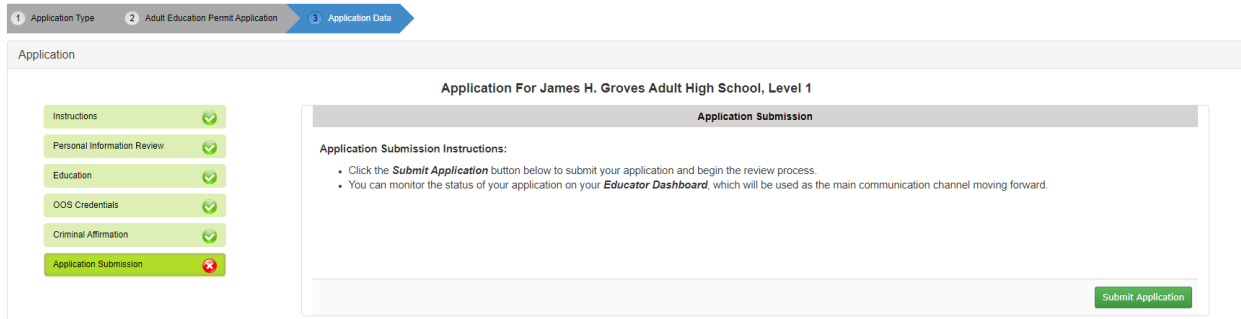 1 Application Type 2 Adult Education Permit Application 3 Application Data
Application
Application For James H. Groves Adult High School, Level 1
Instructions
Personal Information Review
Education
OOS Credentials
Criminal Affirmation
Application Submission
Application Submission
Application Submission Instructions:
• Click the Submit Application button below to submit your application and begin the review process.
• You can monitor the status of your application on your Educator Dashboard, which will be used as the main communication channel moving forward.
Submit Application